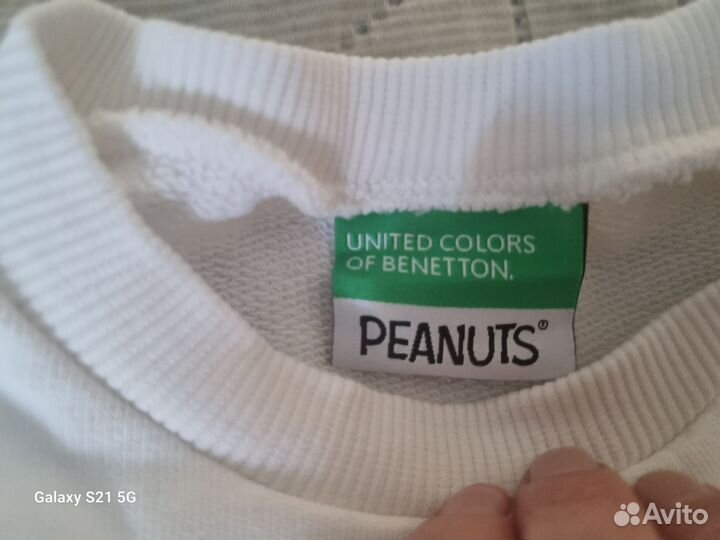 UNITED COLORS
OF BENETTON.
PEANUTS®
Galaxy S21 5G
Avito